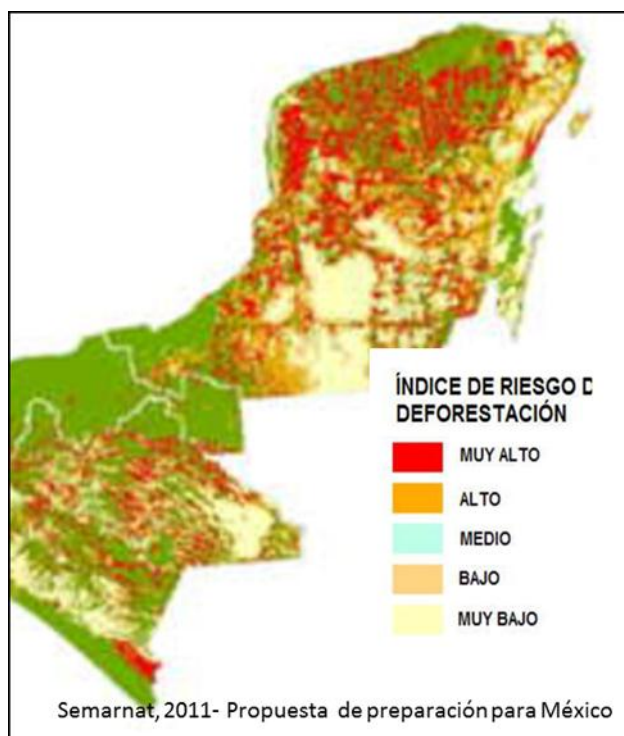 ÍNDICE DE RIESGO D
DEFORESTACIÓN
MUY ALTO
ALTO
MEDIO
BAJO
MUY BAJO
Semarnat, 2011- Propuesta de preparación para México